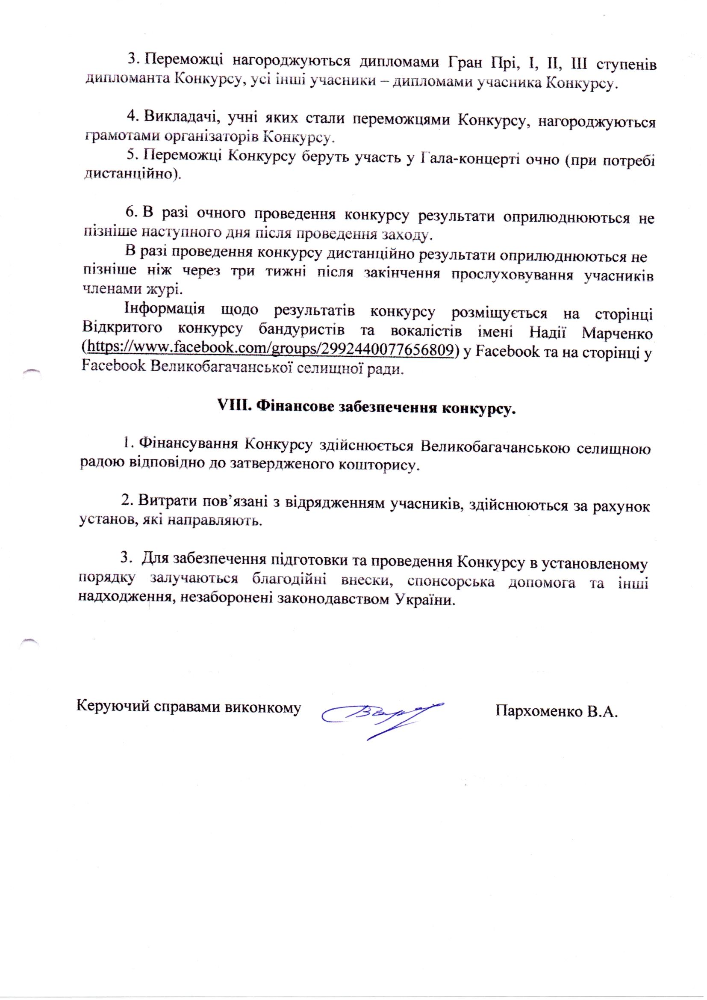 3. Переможці нагороджуються дипломами Гран Прі, І, ІІ, ІІІ ступенів
дипломанта Конкурсу, усі інші учасники – дипломами учасника Конкурсу.
4. Викладачі, учні яких стали переможцями Конкурсу, нагороджуються
грамотами організаторів Конкурсу.
5. Переможці Конкурсу беруть участь у Гала-концерті очно (при потребі
дистанційно).
6. В разі очного проведення конкурсу результати оприлюднюються не
пізніше наступного дня після проведення заходу.
В разі проведення конкурсу дистанційно результати оприлюднюються не
пізніше ніж через три тижні після закінчення прослуховування учасників
членами журі.
Інформація щодо результатів конкурсу розміщується на сторінці
Відкритого конкурсу бандуристів та вокалістів імені Надії Марченко
(https://www.facebook.com/groups/2992440077656809) у Facebook та на сторінці у
Facebook Великобагачанської селищної ради.
VIII. Фінансове забезпечення конкурсу.
1. Фінансування Конкурсу здійснюється Великобагачанською селищною
радою відповідно до затвердженого кошторису.
2. Витрати пов’язані з відрядженням учасників, здійснюються за рахунок
установ, які направляють.
3. Для забезпечення підготовки та проведення Конкурсу в установленому
порядку залучаються благодійні внески, спонсорська допомога та інші
надходження, незаборонені законодавством України.
Керуючий справами виконкому Пархоменко В.А.